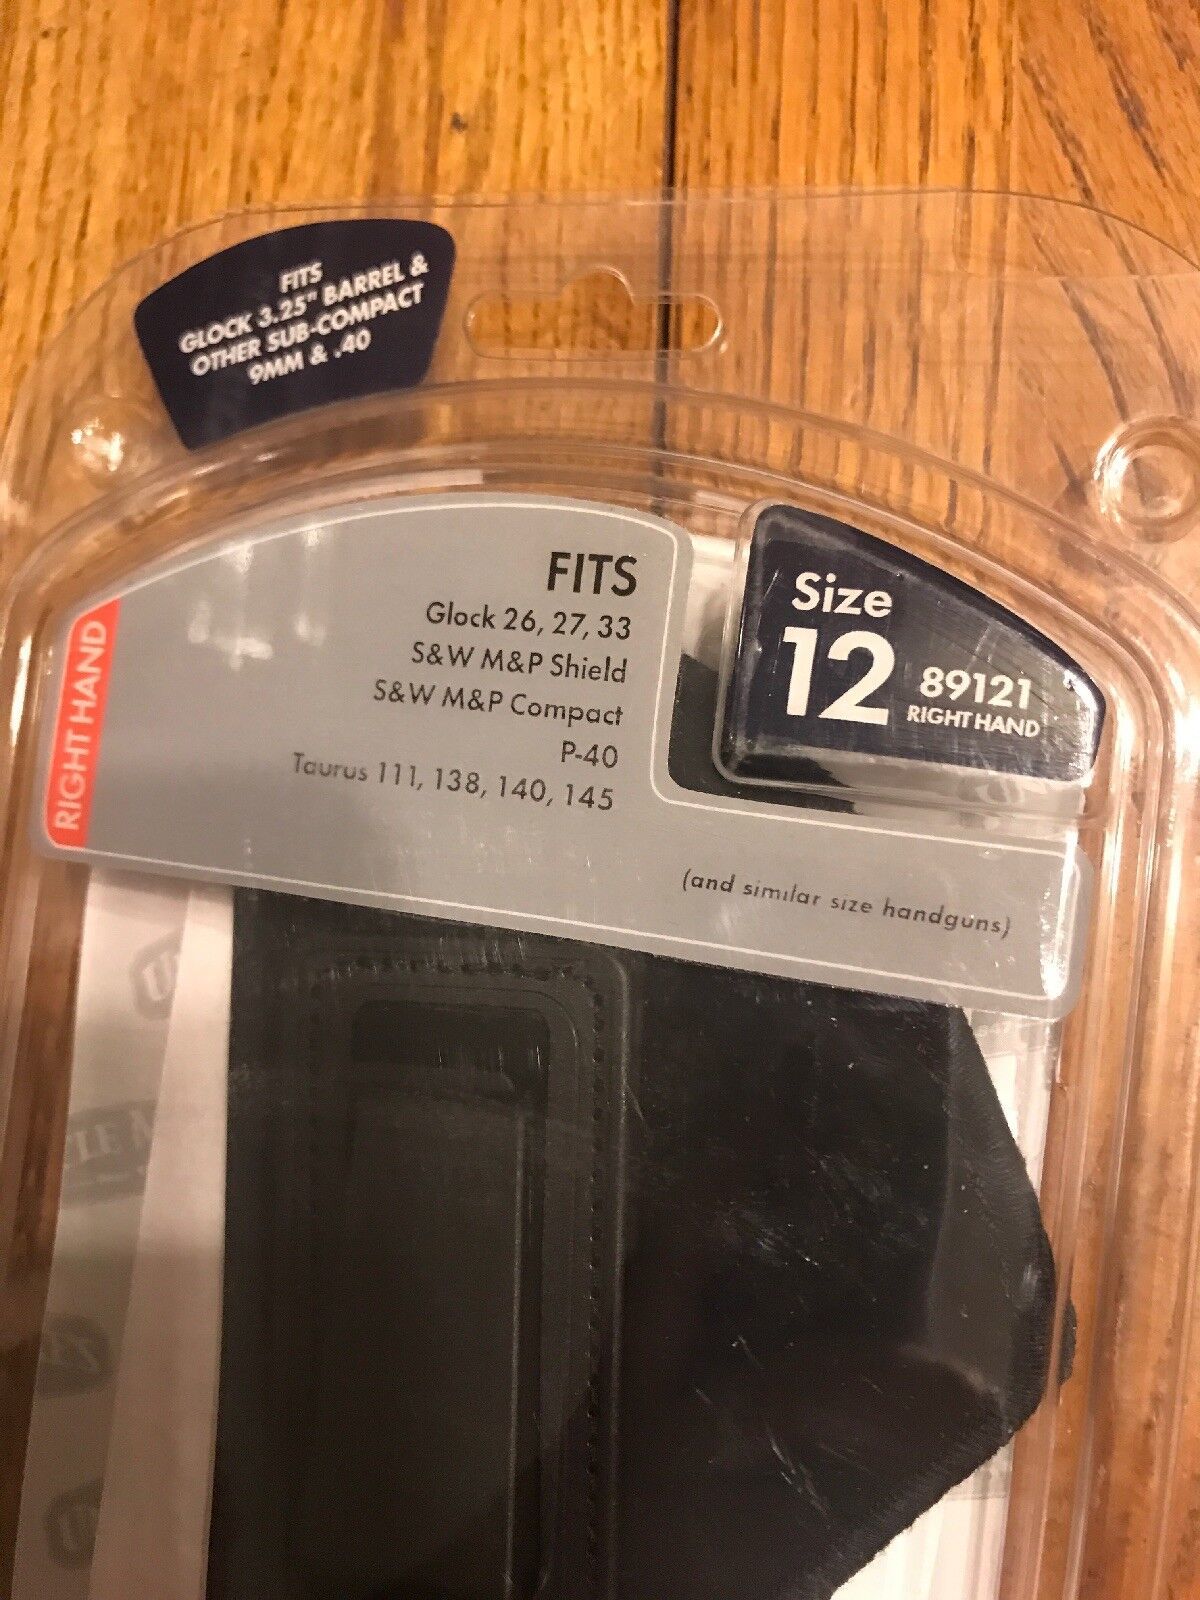 FITS
GLOCK 3.25" BARREL &
OTHER SUB-COMPACT
9MM & .40
FITS
Glock 26, 27, 33
S&W M&P Shield
S&W M&P Compact
P-40
Taurus 111, 138, 140, 145
(and similar size handguns)
RIGHT HAND
Size
12
89121
RIGHT HAND